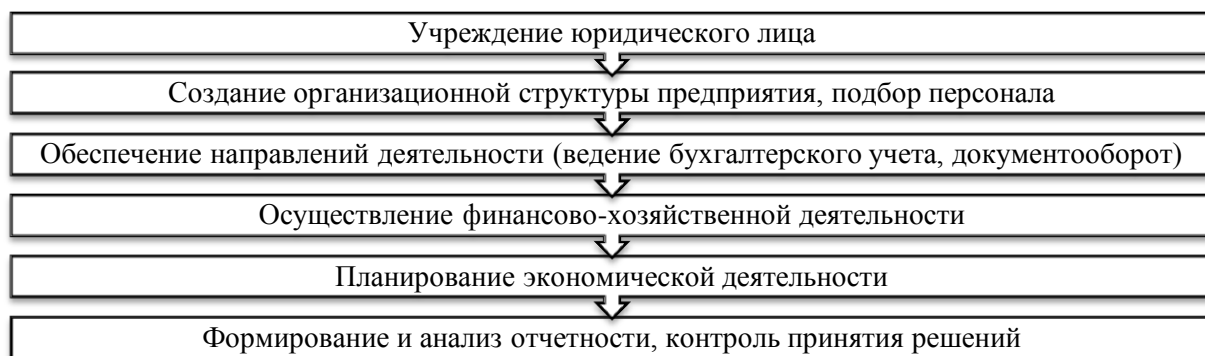 Учреждение юридического лица
Создание организационной структуры предприятия, подбор персонала
Обеспечение направлений деятельности (ведение бухгалтерского учета, документооборот)
Осуществление финансово-хозяйственной деятельности
Планирование экономической деятельности
Формирование и анализ отчетности, контроль принятия решений